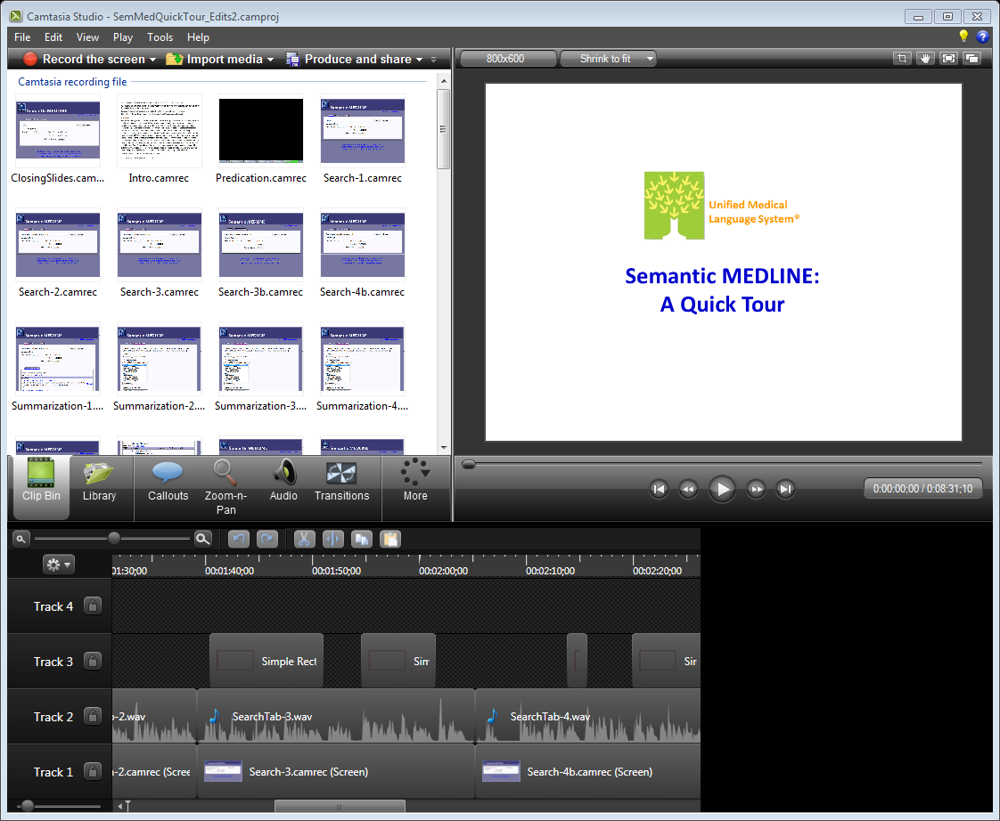 Camtasia Studio - SemMedQuickTour_Edits2.camproj
File Edit View Play Tools Help
Record the screen Import media Produce and share
800x600 Shrink to fit
Camtasia recording file
ClosingSlides.cam... Intro.camrec Predication.camrec Search-1.camrec
Search-2.camrec Search-3.camrec Search-3b.camrec Search-4b.camrec
Summarization-1.... Summarization-2.... Summarization-3.... Summarization-4....
Unified Medical
Language System®
Semantic MEDLINE:
A Quick Tour
Clip Bin Library Callouts Zoom-n-
Pan Audio Transitions More
0:00:00;00 / 0:08:31;10
01:30;00 00:01:40;00 00:01:50;00 00:02:00;00 00:02:10;00 00:02:20;00
Track 4
Track 3 Simple Rect Sim Sir
Track 2 b-2.wav SearchTab-3.wav SearchTab-4.wav
Track 1 h-2.camrec (Scree Search-3.camrec (Screen) Search-4b.camrec (Screen)